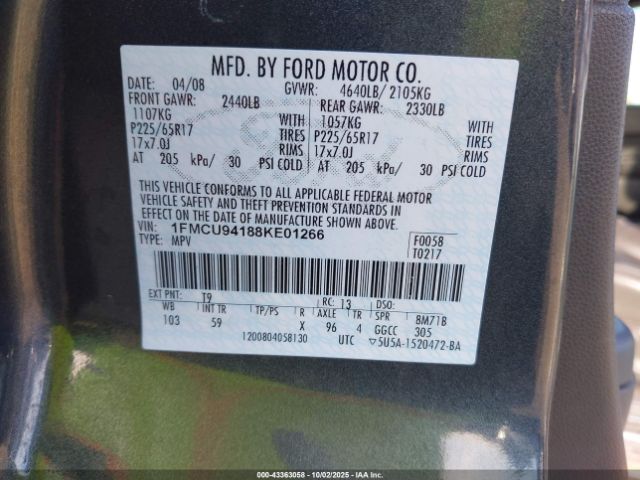 MFD. BY FORD MOTOR CO.
DATE: 04/08 GVWR: 4640LB/ 2105KG
FRONT GAWR: 2440LB REAR GAWR: 2330LB
1107KG WITH 1057KG WITH
P225/65R17 TIRES P225/65R17 TIRES
17x7.0J RIMS 17x7.0J RIMS
AT 205 kPa/ 30 PSI COLD AT 205 kPa/ 30 PSI COLD
THIS VEHICLE CONFORMS TO ALL APPLICABLE FEDERAL MOTOR
VEHICLE SAFETY AND THEFT PREVENTION STANDARDS IN
EFFECT ON THE DATE OF MANUFACTURE SHOWN ABOVE.
VIN: 1FMCU94188KE01266 F0058
TYPE: MPV T0217
EXT PNT: T9 RC: 13 DSO:
WB INT TR TP/PS R AXLE TR SPR 8M71B
103 59 X 96 4 GGCC 305
1200804058130 UTC ▽5U5A-1520472-BA
000-43363058 | 10/02/2025 | IAA, Inc.